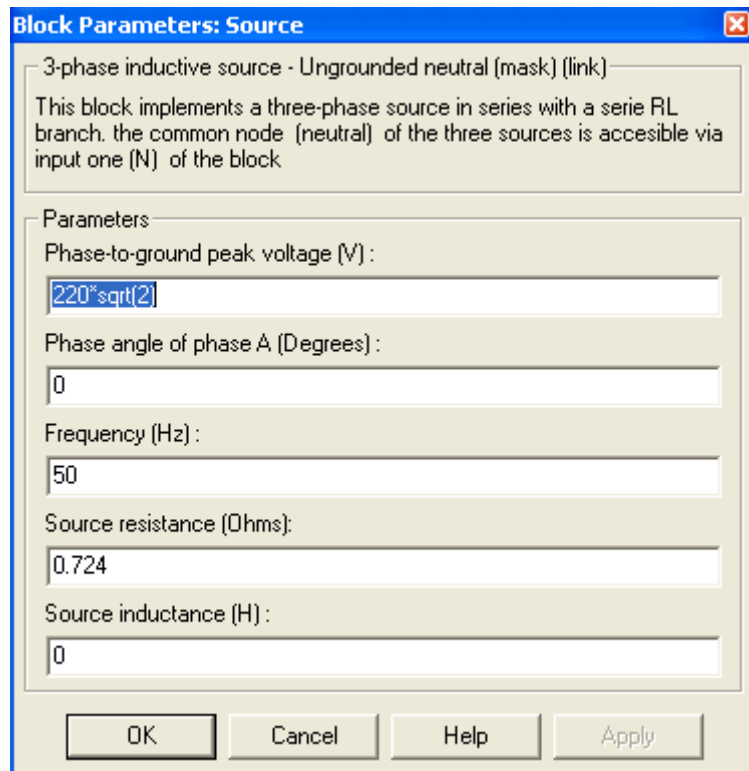 Block Parameters: Source
3-phase inductive source - Ungrounded neutral (mask) (link)
This block implements a three-phase source in series with a serie RL
branch. the common node  (neutral)  of the three sources is accesible via
input one (N)  of the block
Parameters
Phase-to-ground peak voltage (V) :
220*sqrt(2)
Phase angle of phase A (Degrees) :
0
Frequency (Hz) :
50
Source resistance (Ohms):
0.724
Source inductance (H) :
0
OK Cancel Help Apply